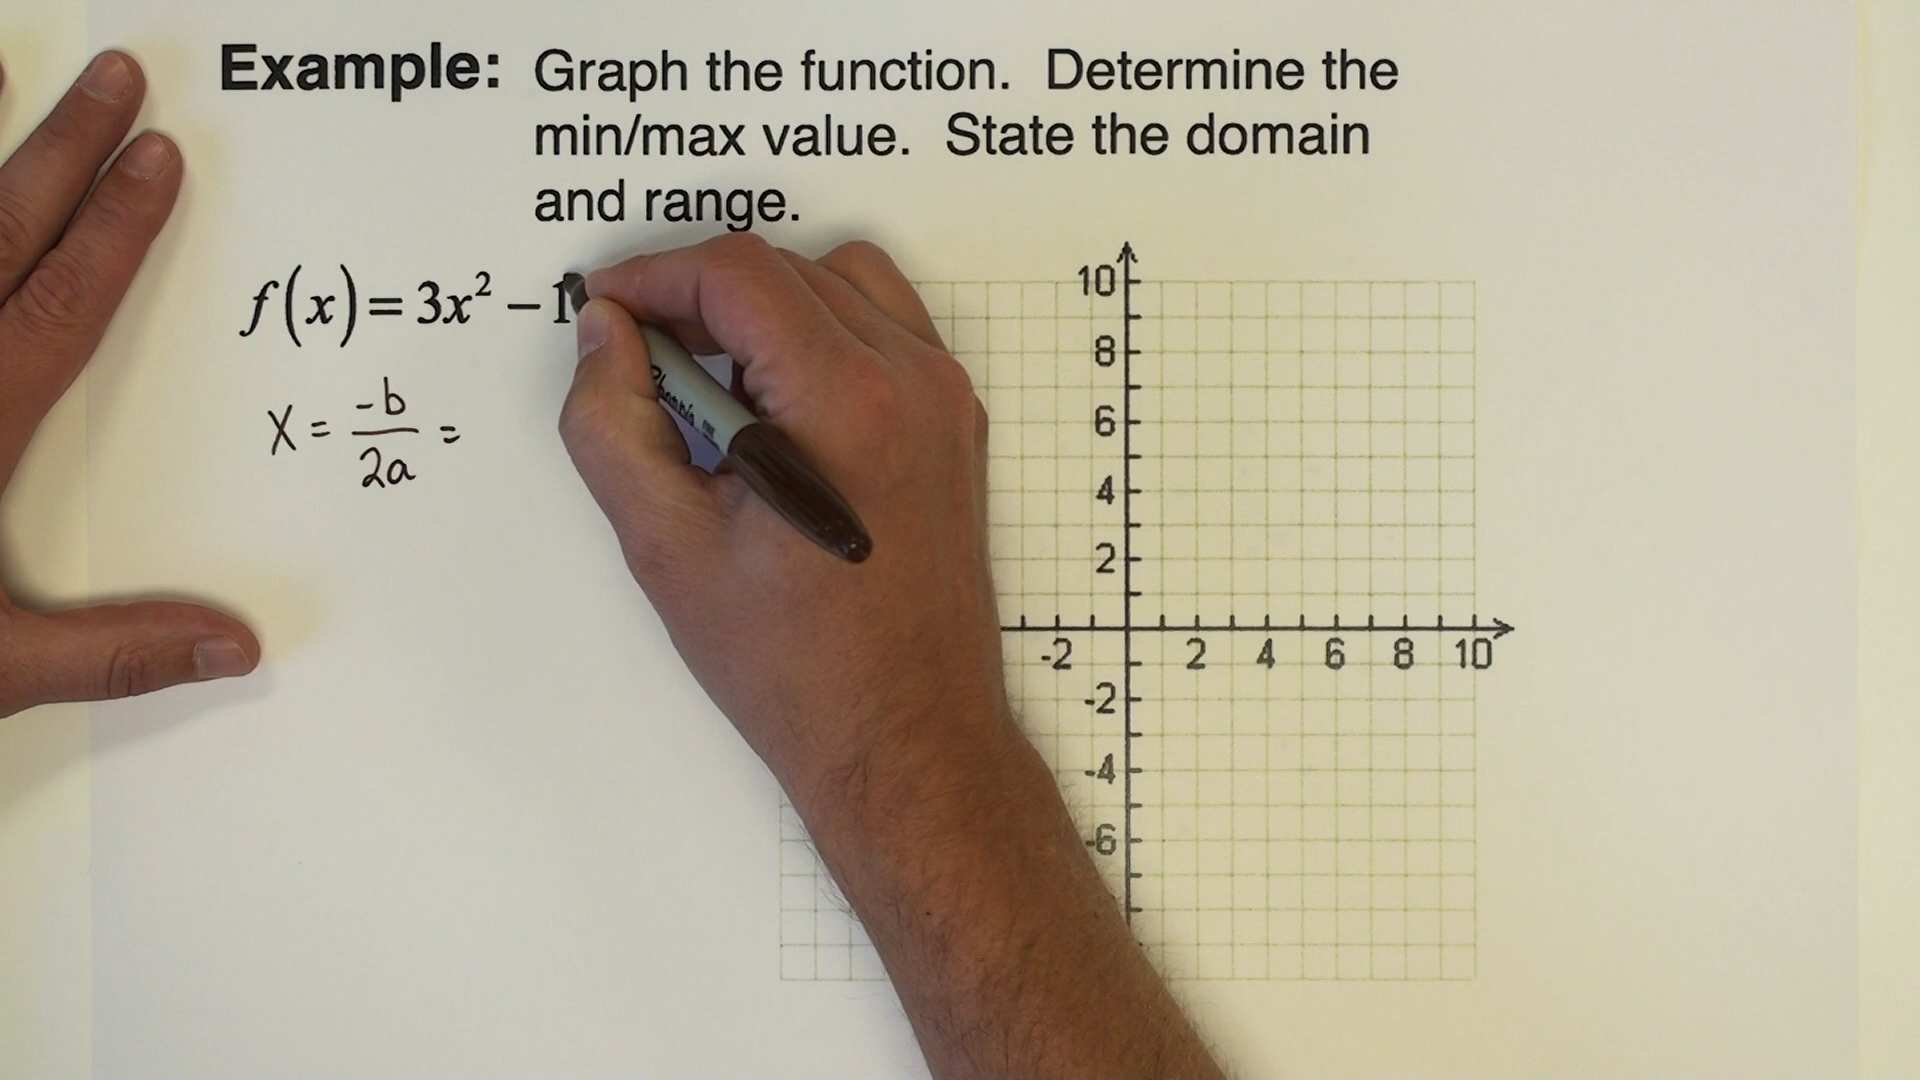 Example: Graph the function. Determine the
min/max value. State the domain
and range.
f(x) = 3x² – 1
X = -b/2a =
10
8
6
4
2
-2 2 4 6 8 10
-2
-4
-6